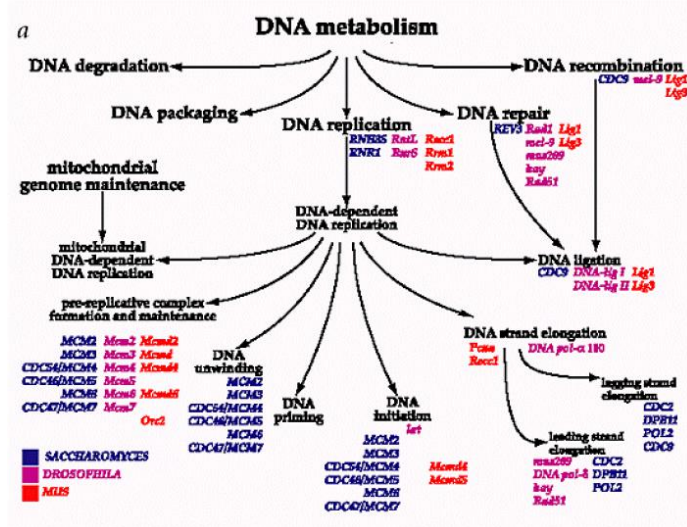 a
DNA metabolism
DNA degradation
DNA recombination
CDC9 mei-9 Lig1
Lig3
DNA packaging
DNA repair
REV3 Rad1 Lig1
mei-9 Lig3
mus209
hay
Rad51
DNA replication
RNR3S RnrL Recc1
RNR1 RnrS Rrm1
Rrm2
mitochondrial
genome maintenance
DNA-dependent
DNA replication
mitochondrial
DNA-dependent
DNA replication
DNA ligation
CDC9 DNA-lig I Lig1
DNA-lig II Lig3
pre-replicative complex
formation and maintenance
MCM2 Mcm2 Mcmd2
MCM3 Mcm3 Mcmd
CDC54/MCM4 Mcm4 Mcmd4
CDC46/MCM5 Mcm5
MCM6 Mcm6 Mcmd6
CDC47/MCM7 Mcm7
Orc2
DNA
unwinding
MCM2
MCM3
CDC54/MCM4
CDC46/MCM5
MCM6
CDC47/MCM7
DNA
priming
DNA
initiation
lat
MCM2
MCM3
CDC54/MCM4 Mcmd4
CDC46/MCM5 Mcmd5
MCM6
CDC47/MCM7
DNA strand elongation
Pcna DNA pol-α 180
Recc1
lagging strand
elongation
CDC2
DPB11
POL2
CDC9
leading strand
elongation
mus209 CDC2
DNA pol-δ DPB11
hay POL2
Rad51
SACCHAROMYCES
DROSOPHILA
MUS